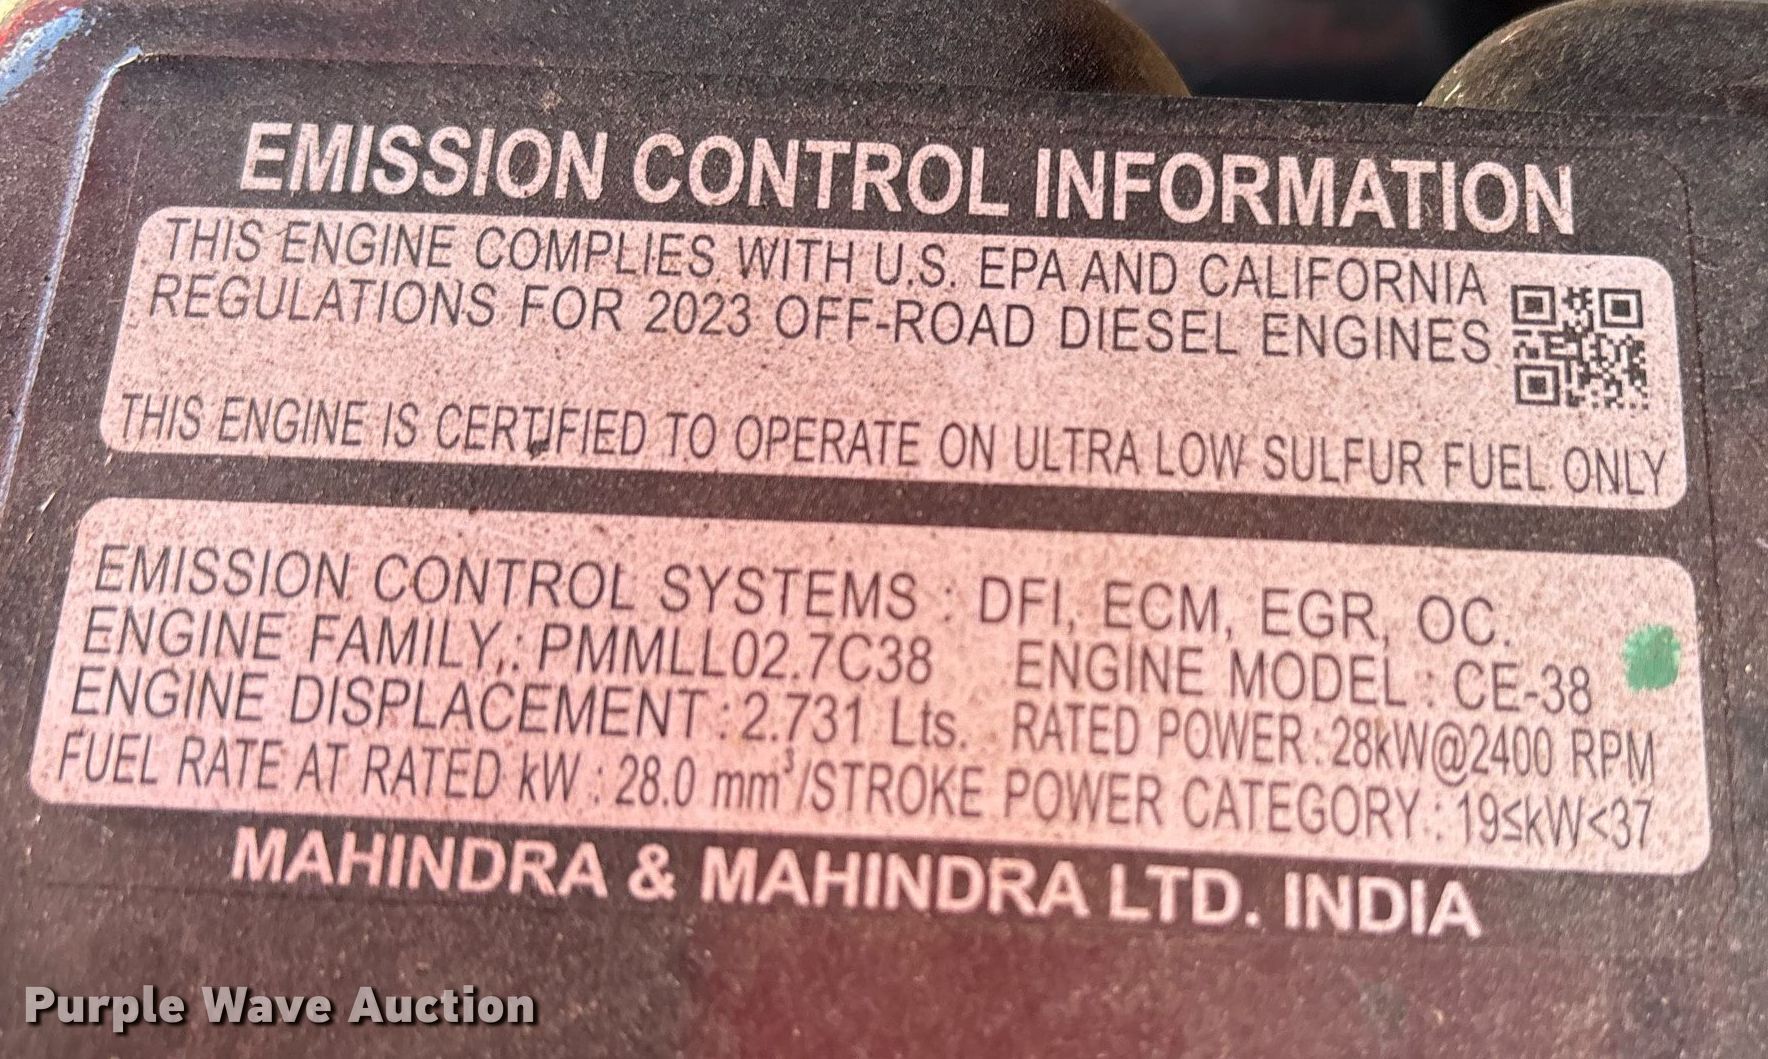 EMISSION CONTROL INFORMATION
THIS ENGINE COMPLIES WITH U.S. EPA AND CALIFORNIA
REGULATIONS FOR 2023 OFF-ROAD DIESEL ENGINES
THIS ENGINE IS CERTIFIED TO OPERATE ON ULTRA LOW SULFUR FUEL ONLY
EMISSION CONTROL SYSTEMS : DFI, ECM, EGR, OC.
ENGINE FAMILY.: PMMLL02.7C38 ENGINE MODEL : CE-38
ENGINE DISPLACEMENT : 2.731 Lts. RATED POWER : 28kW@2400 RPM
FUEL RATE AT RATED kW : 28.0 mm³/STROKE POWER CATEGORY : 19≤kW<37
MAHINDRA & MAHINDRA LTD. INDIA
Purple Wave Auction